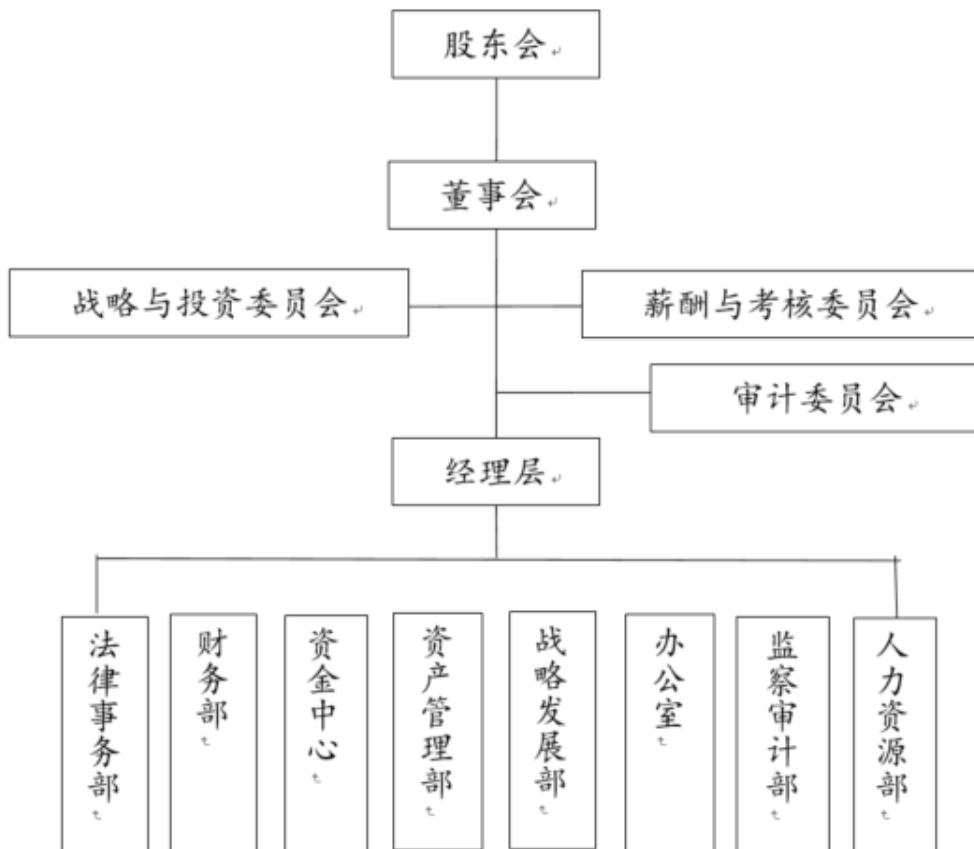 股东会
董事会
战略与投资委员会
薪酬与考核委员会
审计委员会
经理层
法律事务部
财务部
资金中心
资产管理部
战略发展部
办公室
监察审计部
人力资源部